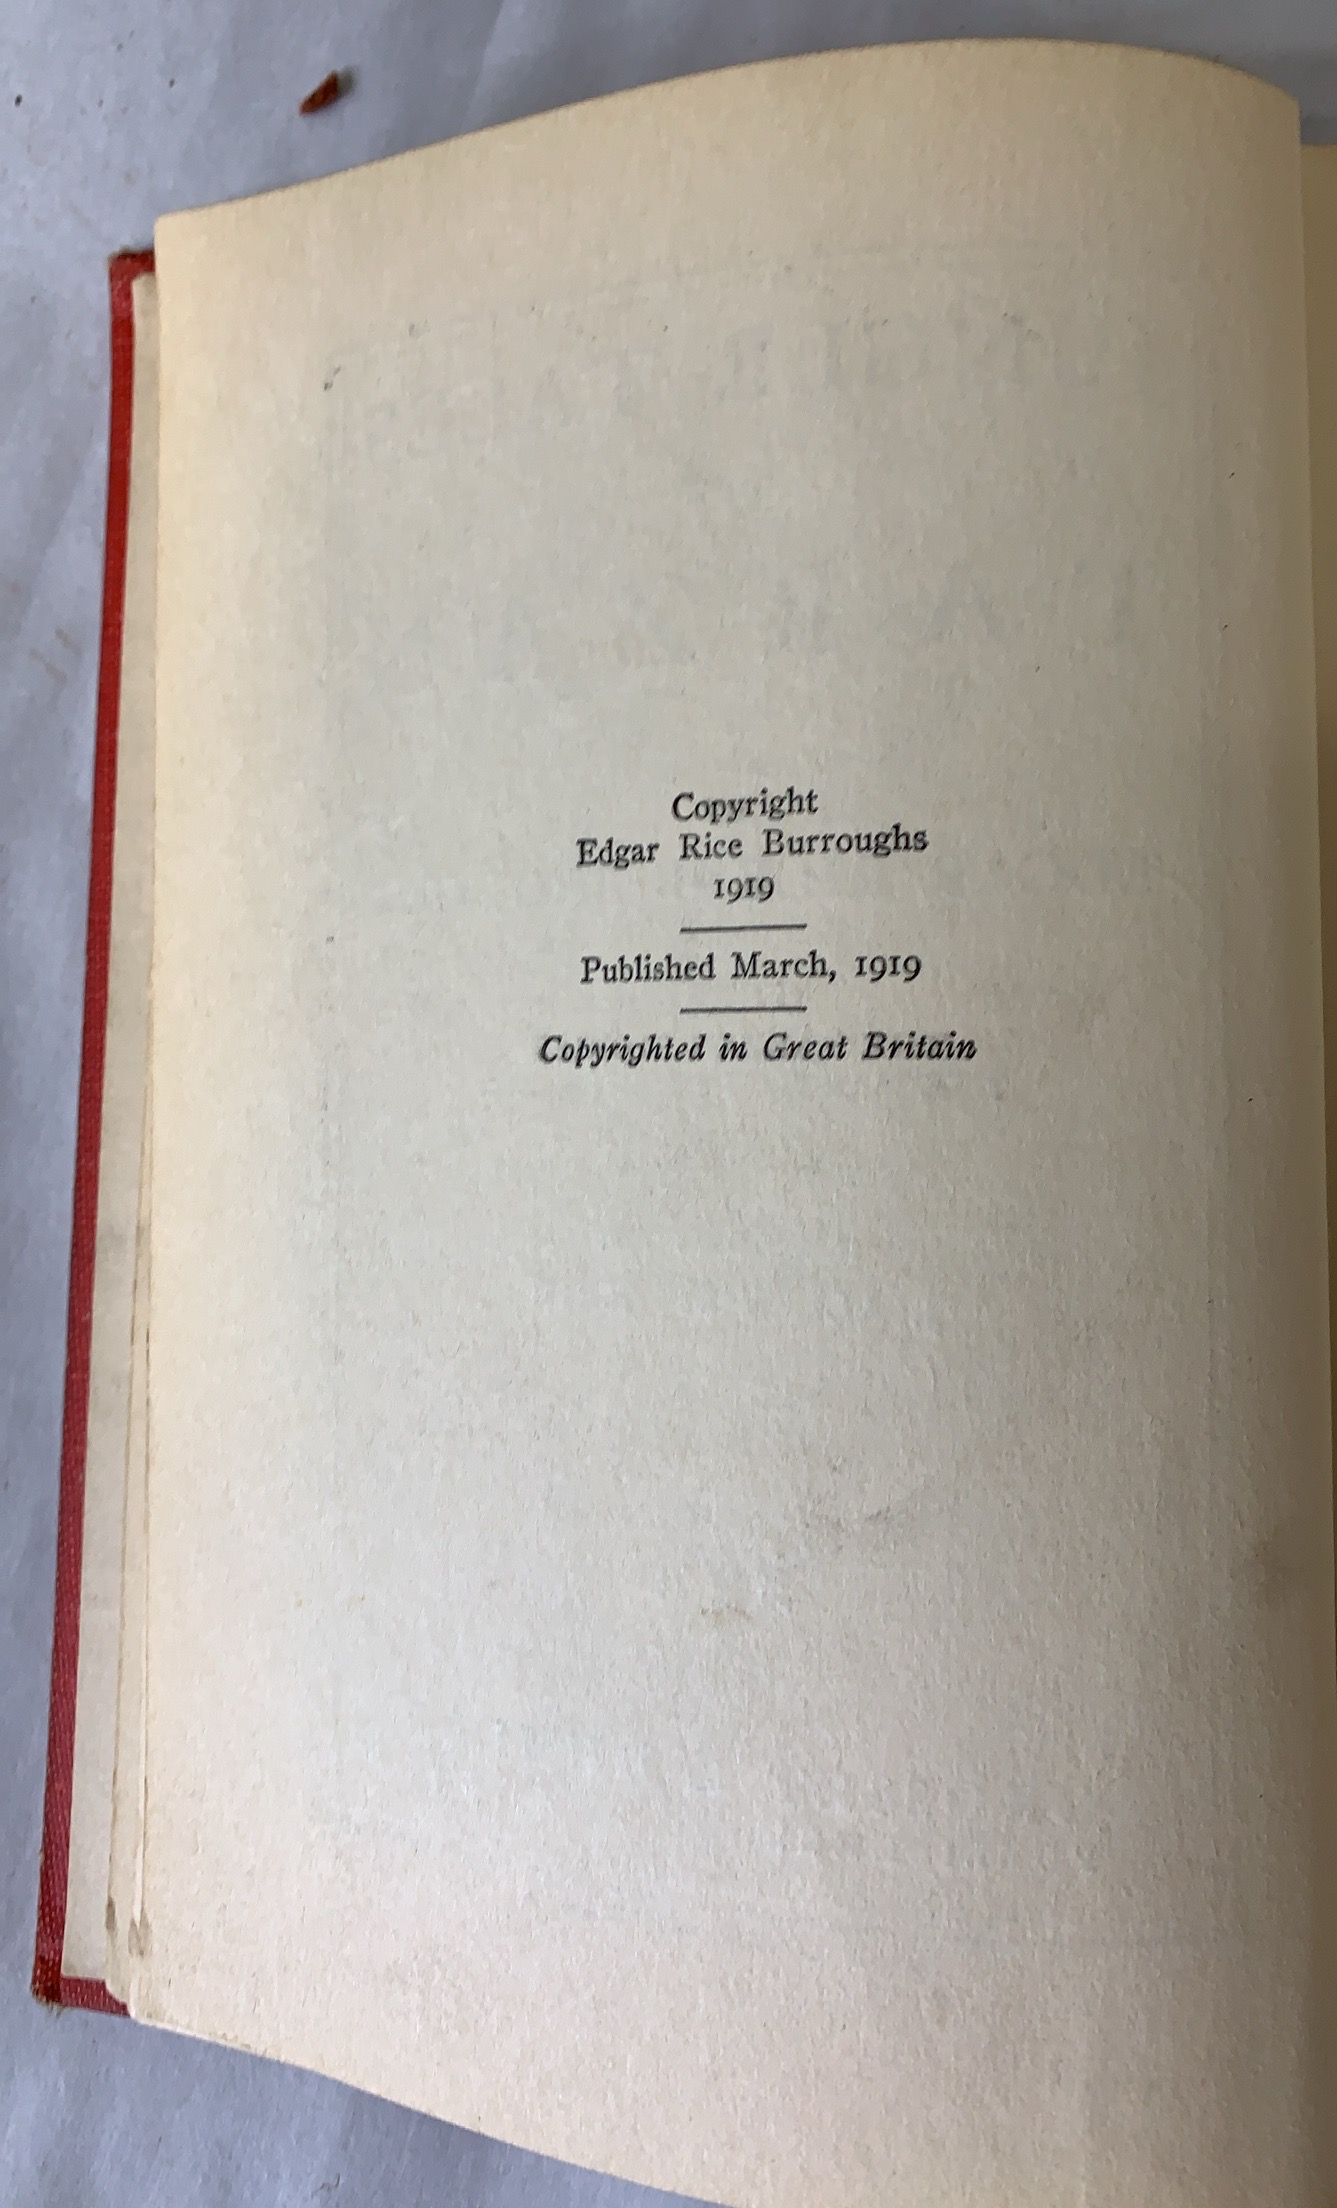 Copyright
Edgar Rice Burroughs
1919
Published March, 1919
Copyrighted in Great Britain